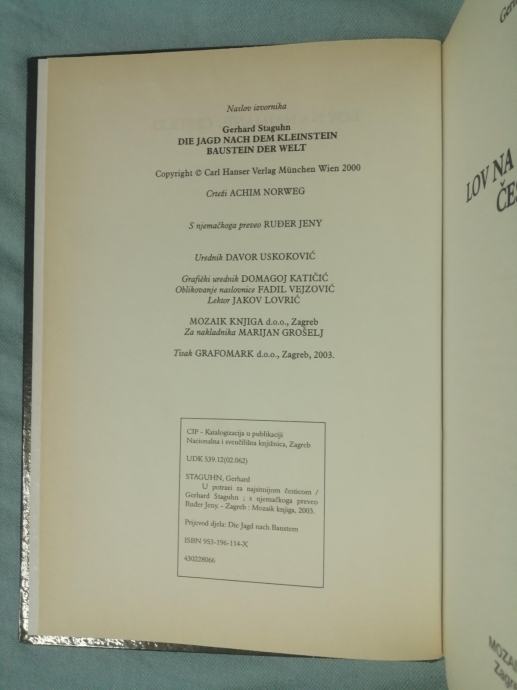 Naslov izvornika
Gerhard Staguhn
DIE JAGD NACH DEM KLEINSTEIN
BAUSTEIN DER WELT
Copyright © Carl Hanser Verlag München Wien 2000
Crteži ACHIM NORWEG
S njemačkoga preveo RUĐER JENY
Urednik DAVOR USKOKOVIĆ
Grafički urednik DOMAGOJ KATIČIĆ
Oblikovanje naslovnice FADIL VEJZOVIĆ
Lektor JAKOV LOVRIĆ
MOZAIK KNJIGA d.o.o., Zagreb
Za nakladnika MARIJAN GROŠELJ
Tisak GRAFOMARK d.o.o., Zagreb, 2003.
CIP – Katalogizacija u publikaciji
Nacionalna i sveučilišna knjižnica, Zagreb
UDK 539.12(02.062)
STAGUHN, Gerhard
U potrazi za najsitnijom česticom /
Gerhard Staguhn ; s njemačkoga preveo
Ruđer Jeny. - Zagreb : Mozaik knjiga, 2003.
Prijevod djela: Die Jagd nach Baustem
ISBN 953-196-114-X
430228066
LOV NA
MOZAI